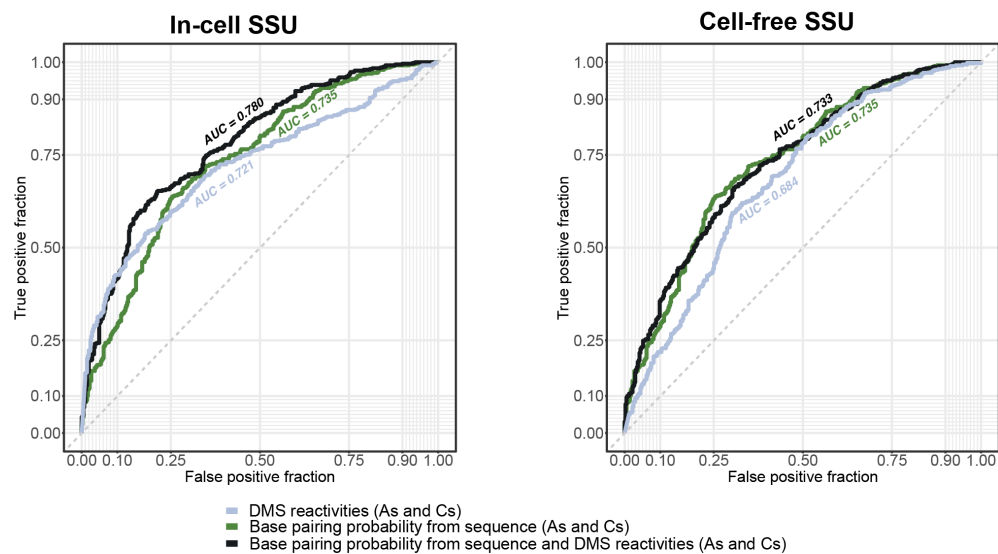 In-cell SSU
Cell-free SSU
True positive fraction
1.00
0.90
0.75
0.50
0.25
0.10
0.00
AUC = 0.780
AUC = 0.735
AUC = 0.721
0.00 0.10 0.25 0.50 0.75 0.90 1.00
False positive fraction
True positive fraction
1.00
0.90
0.75
0.50
0.25
0.10
0.00
AUC = 0.733
AUC = 0.735
AUC = 0.684
0.00 0.10 0.25 0.50 0.75 0.90 1.00
False positive fraction
DMS reactivities (As and Cs)
Base pairing probability from sequence (As and Cs)
Base pairing probability from sequence and DMS reactivities (As and Cs)